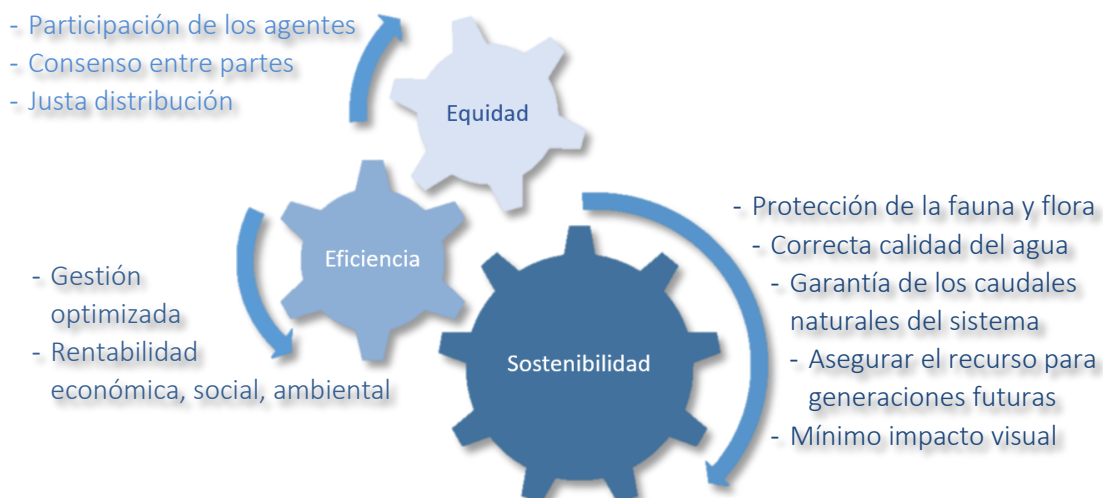 - Participación de los agentes
- Consenso entre partes
- Justa distribución
Equidad
Eficiencia
- Gestión
optimizada
- Rentabilidad
económica, social, ambiental
Sostenibilidad
- Protección de la fauna y flora
- Correcta calidad del agua
- Garantía de los caudales
naturales del sistema
- Asegurar el recurso para
generaciones futuras
- Mínimo impacto visual